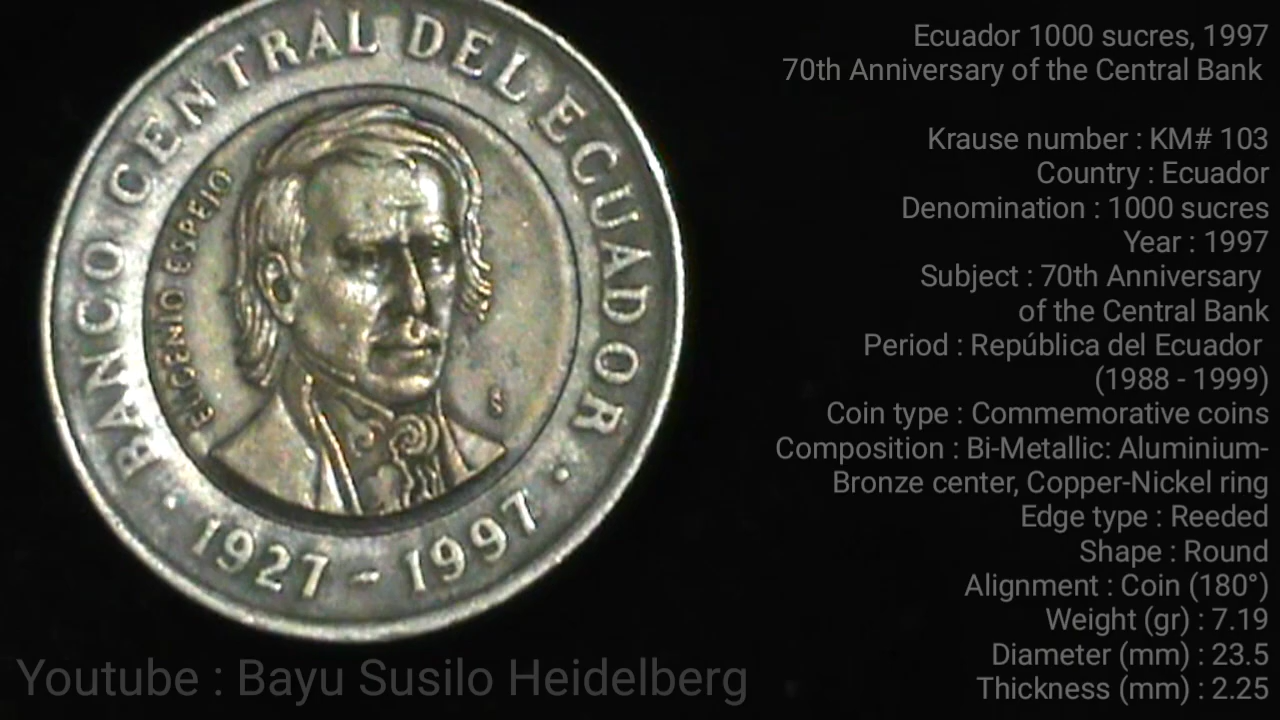 BANCO CENTRAL DEL ECUADOR
EUGENIO ESPEJO
S
· 1927 - 1997 ·
Ecuador 1000 sucres, 1997
70th Anniversary of the Central Bank
Krause number : KM# 103
Country : Ecuador
Denomination : 1000 sucres
Year : 1997
Subject : 70th Anniversary
of the Central Bank
Period : República del Ecuador
(1988 - 1999)
Coin type : Commemorative coins
Composition : Bi-Metallic: Aluminium-
Bronze center, Copper-Nickel ring
Edge type : Reeded
Shape : Round
Alignment : Coin (180°)
Weight (gr) : 7.19
Diameter (mm) : 23.5
Thickness (mm) : 2.25
Youtube : Bayu Susilo Heidelberg